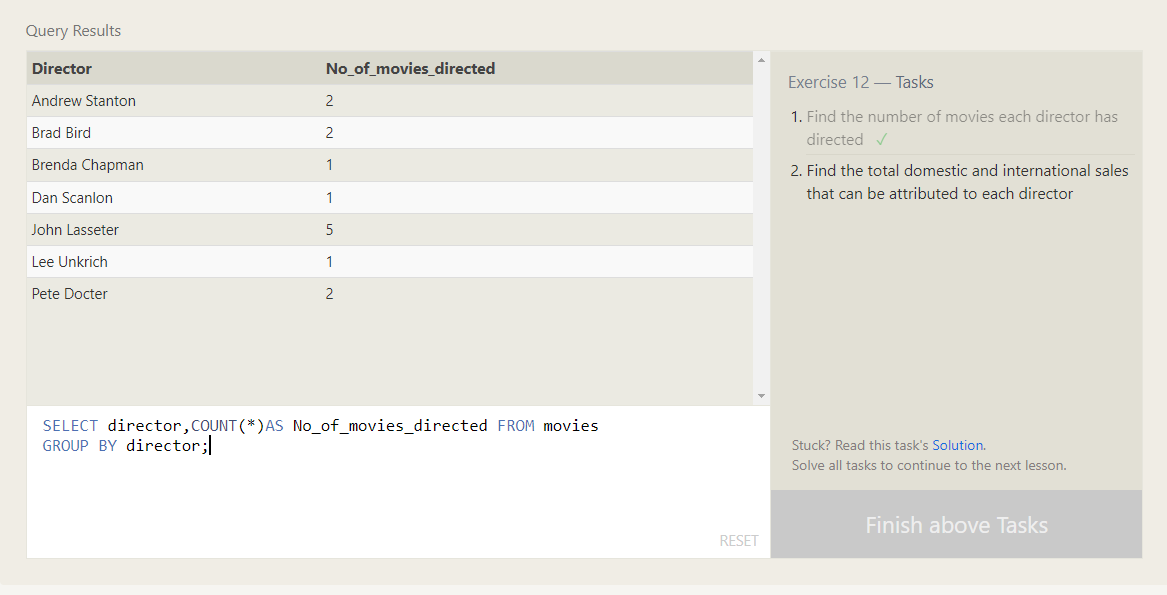 Query Results
Director No_of_movies_directed
Andrew Stanton 2
Brad Bird 2
Brenda Chapman 1
Dan Scanlon 1
John Lasseter 5
Lee Unkrich 1
Pete Docter 2
SELECT director,COUNT(*)AS No_of_movies_directed FROM movies
GROUP BY director;
RESET
Exercise 12 — Tasks
1. Find the number of movies each director has
directed ✓
2. Find the total domestic and international sales
that can be attributed to each director
Stuck? Read this task's Solution.
Solve all tasks to continue to the next lesson.
Finish above Tasks